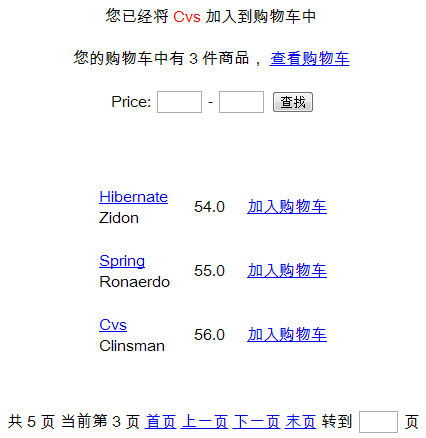 您已经将 Cvs 加入到购物车中
您的购物车中有 3 件商品， 查看购物车
Price: - 查找
Hibernate
Zidon
54.0 加入购物车
Spring
Ronaerdo
55.0 加入购物车
Cvs
Clinsman
56.0 加入购物车
共 5 页 当前第 3 页 首页 上一页 下一页 末页 转到 页